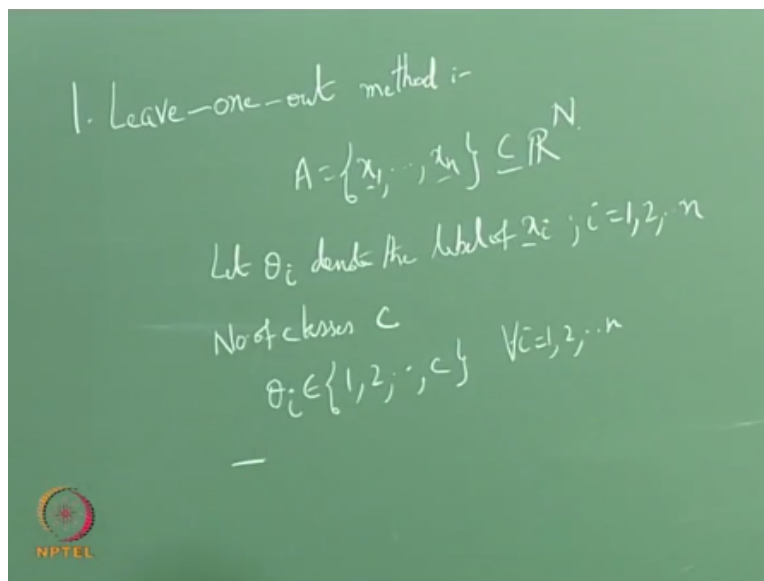 1. Leave-one-out method :-
A = {x₁, ..., xₙ} ⊆ ℝᴺ
Let θᵢ denote the label of xᵢ ; i = 1, 2, .. n
No of classes C
θᵢ ∈ {1, 2, .., C} ∀i = 1, 2, .. n
NPTEL